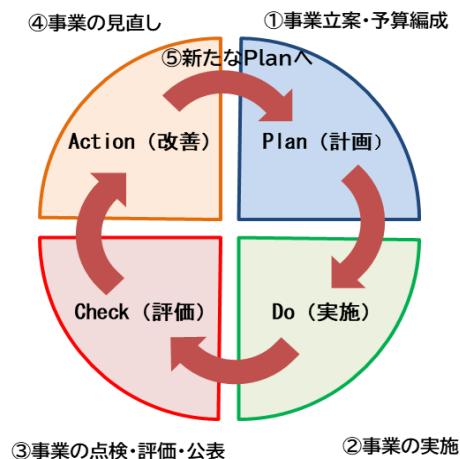 ④事業の見直し
①事業立案・予算編成
⑤新たなPlanへ
Action（改善）
Plan（計画）
Check（評価）
Do（実施）
③事業の点検・評価・公表
②事業の実施